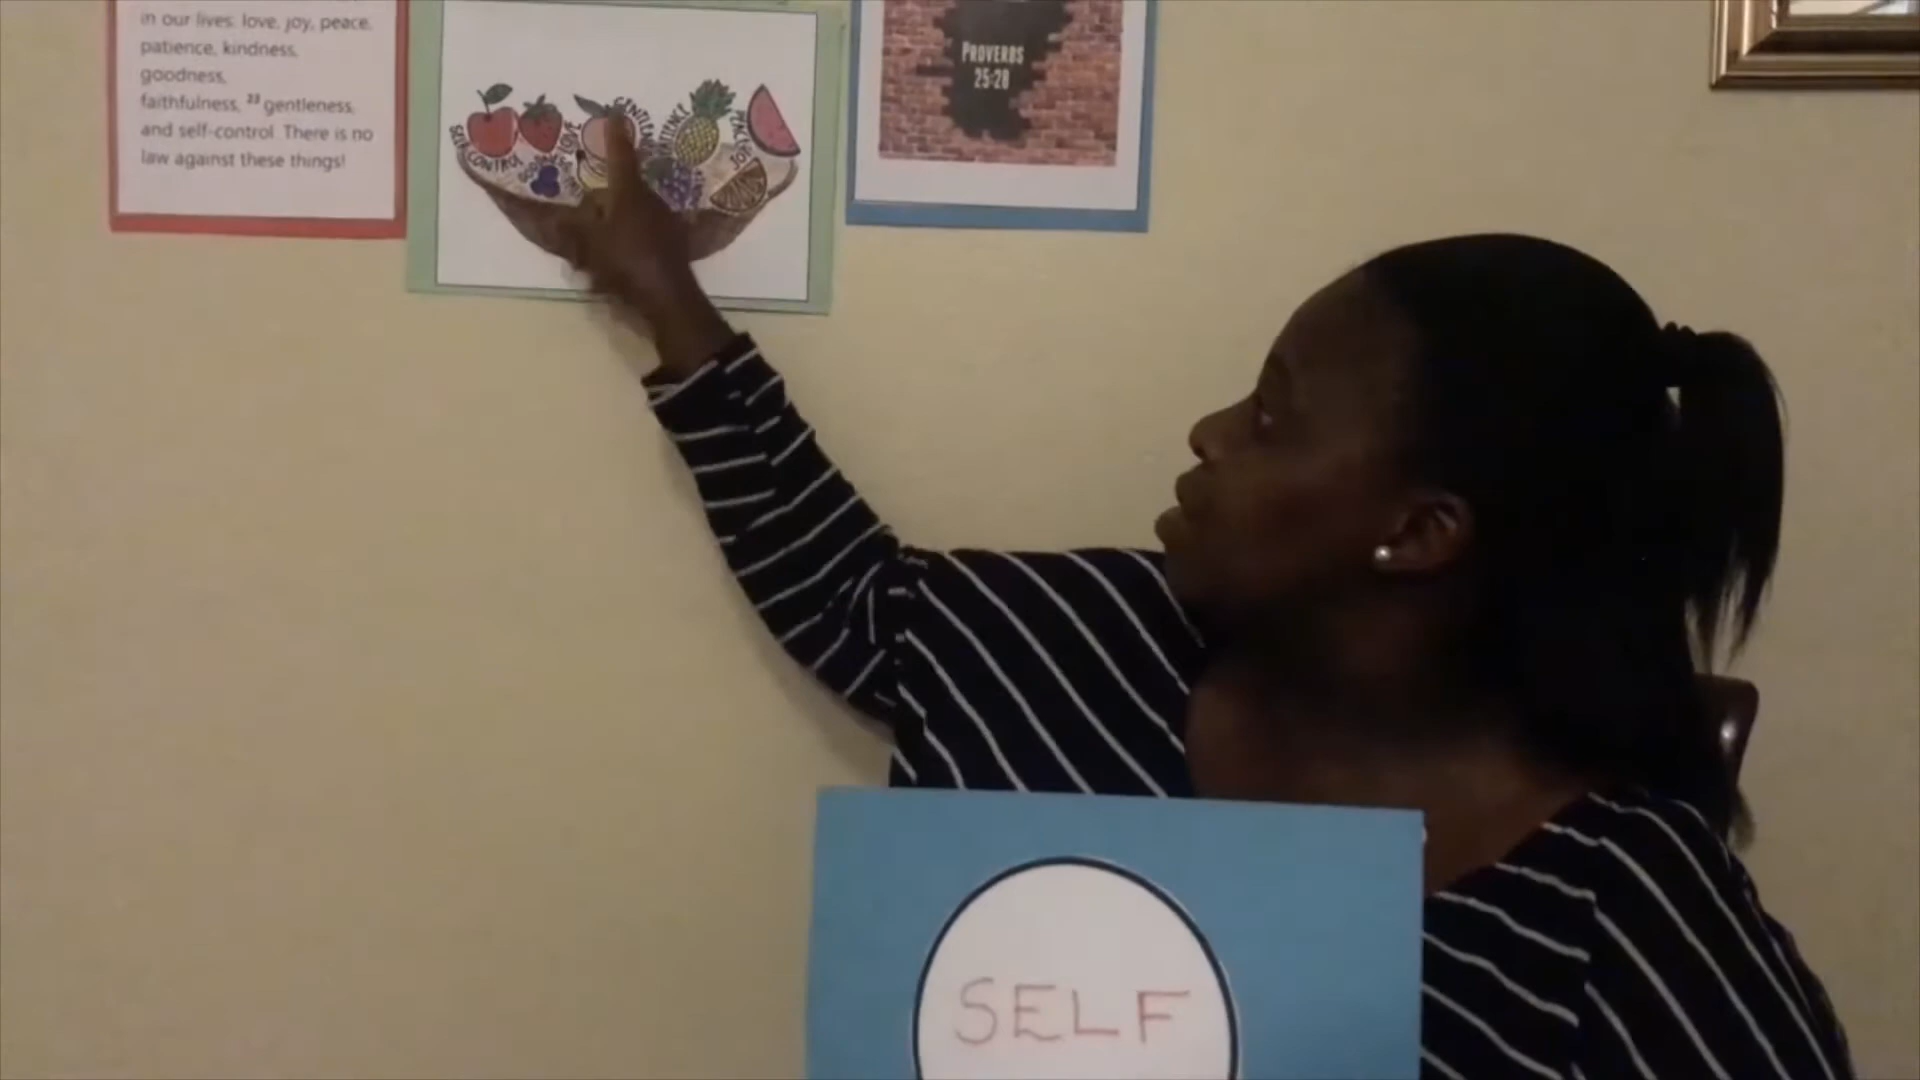 in our lives: love, joy, peace,
patience, kindness,
goodness,
faithfulness, 23 gentleness,
and self-control. There is no
law against these things!
SELF CONTROL
GOODNESS
LOVE
PATIENCE
PEACE
JOY
PROVERBS
25:28
SELF